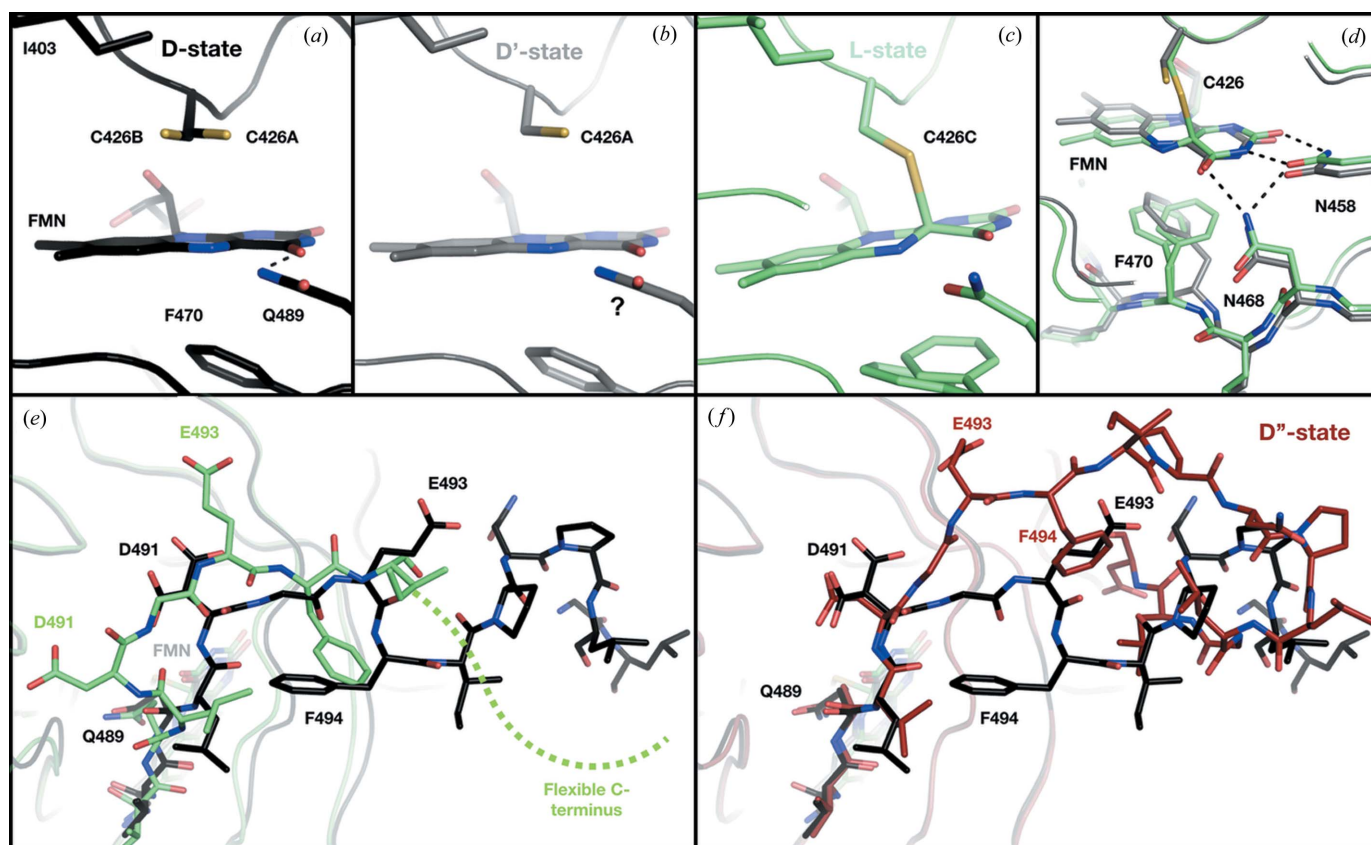 I403
D-state
(a)
C426B
C426A
FMN
F470
Q489
D'-state
(b)
C426A
?
L-state
(c)
C426C
(d)
C426
FMN
N458
F470
N468
(e)
E493
E493
D491
D491
FMN
Q489
F494
Flexible C-
terminus
(f)
E493
D”-state
E493
F494
D491
Q489
F494